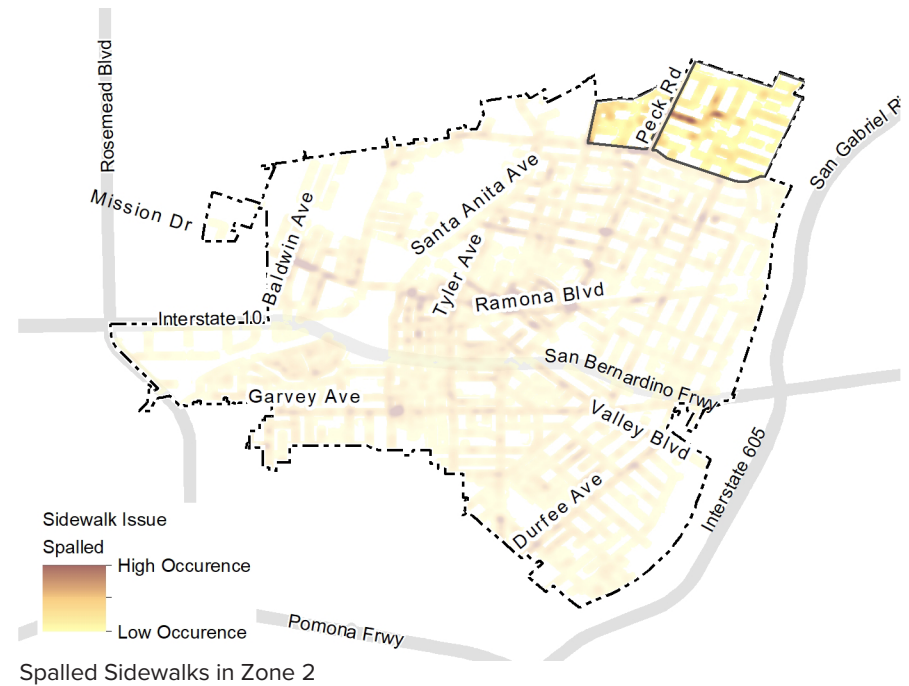 Rosemead Blvd
Peck Rd
San Gabriel Ri
Mission Dr
Baldwin Ave
Santa Anita Ave
Tyler Ave
Ramona Blvd
Interstate 10
San Bernardino Frwy
Garvey Ave
Valley Blvd
Interstate 605
Durfee Ave
Sidewalk Issue
Spalled
High Occurence
Low Occurence
Pomona Frwy
Spalled Sidewalks in Zone 2